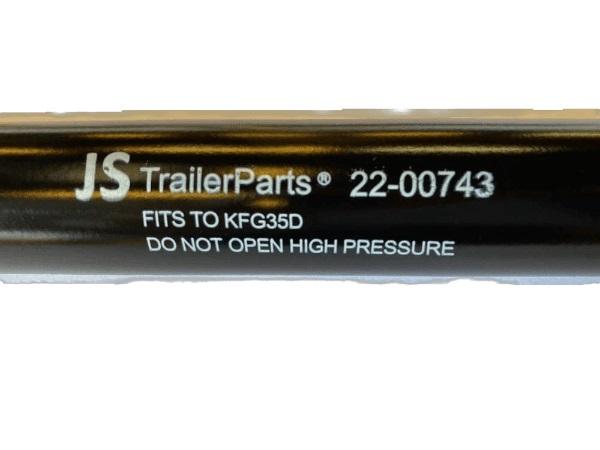 JS TrailerParts® 22-00743
FITS TO KFG35D
DO NOT OPEN HIGH PRESSURE